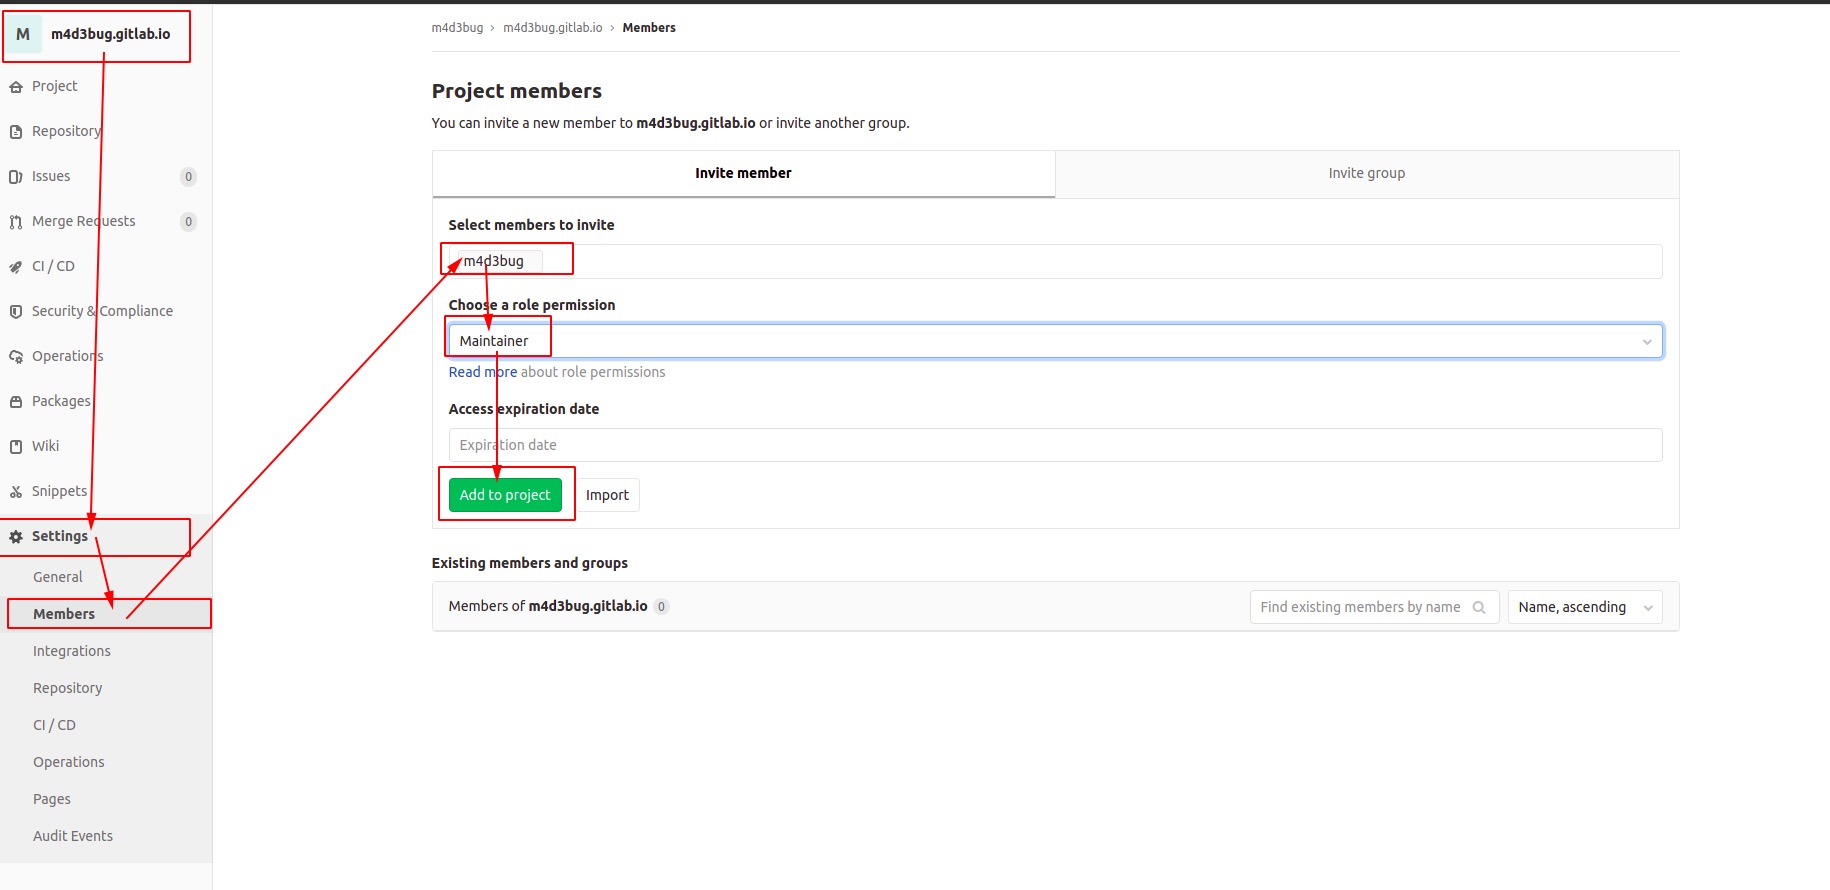 M m4d3bug.gitlab.io
Project
Repository
Issues 0
Merge Requests 0
CI / CD
Security & Compliance
Operations
Packages
Wiki
Snippets
Settings
General
Members
Integrations
Repository
CI / CD
Operations
Pages
Audit Events
m4d3bug › m4d3bug.gitlab.io › Members
Project members
You can invite a new member to m4d3bug.gitlab.io or invite another group.
Invite member Invite group
Select members to invite
m4d3bug
Choose a role permission
Maintainer
Read more about role permissions
Access expiration date
Expiration date
Add to project Import
Existing members and groups
Members of m4d3bug.gitlab.io 0 Find existing members by name Name, ascending